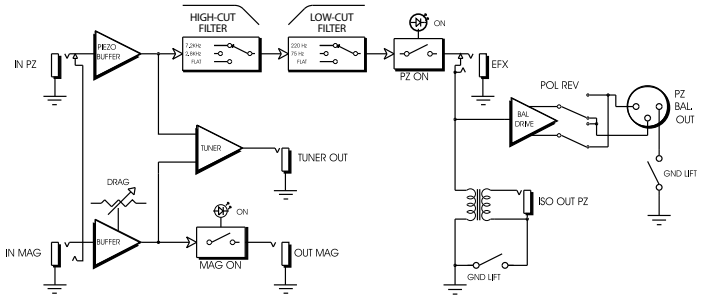 HIGH-CUT
FILTER
LOW-CUT
FILTER
ON
IN PZ
PIEZO
BUFFER
7,2KHz
2,8KHz
FLAT
220 Hz
75 Hz
FLAT
PZ ON
EFX
POL REV
PZ
BAL.
OUT
BAL
DRIVE
TUNER
TUNER OUT
GND LIFT
DRAG
ON
ISO OUT PZ
IN MAG
BUFFER
MAG ON
OUT MAG
GND LIFT